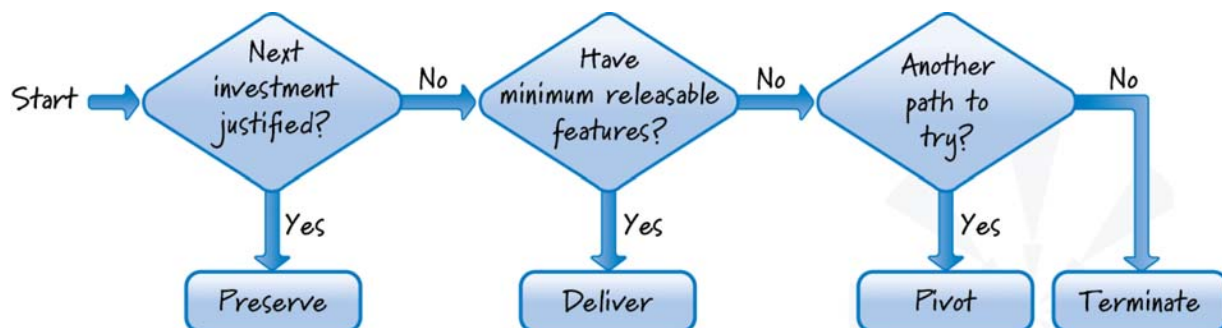 Start
Next
investment
justified?
No
Have
minimum releasable
features?
No
Another
path to
try?
No
Yes
Yes
Yes
Preserve
Deliver
Pivot
Terminate